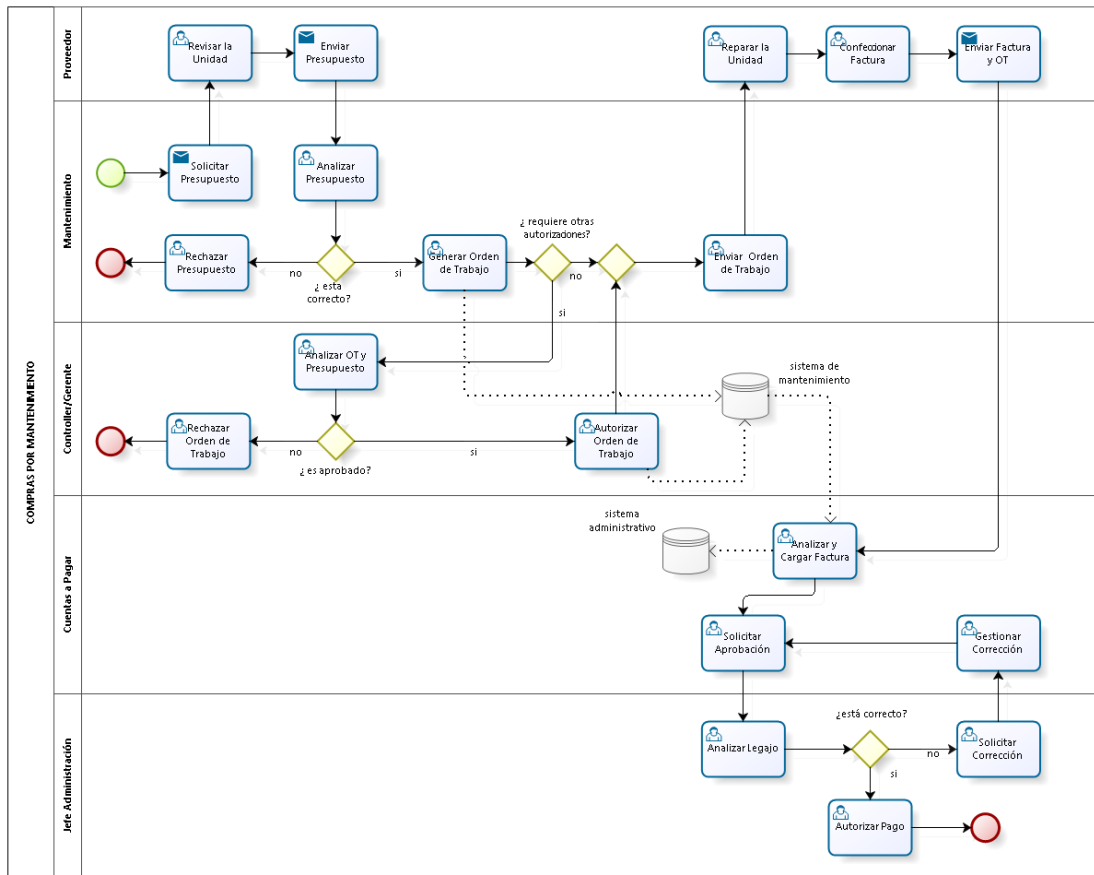 COMPRAS POR MANTENIMIENTO
Proveedor
Revisar la
Unidad
Enviar
Presupuesto
Reparar la
Unidad
Confeccionar
Factura
Enviar Factura
y OT
Mantenimiento
Solicitar
Presupuesto
Analizar
Presupuesto
¿ requiere otras
autorizaciones?
Rechazar
Presupuesto
no
¿ esta
correcto?
si
Generar Orden
de Trabajo
no
si
Enviar Orden
de Trabajo
Controller/Gerente
Analizar OT y
Presupuesto
sistema de
mantenimiento
Rechazar
Orden de
Trabajo
no
¿ es aprobado?
si
Autorizar
Orden de
Trabajo
Cuentas a Pagar
sistema
administrativo
Analizar y
Cargar Factura
Solicitar
Aprobación
Gestionar
Corrección
Jefe Administración
Analizar Legajo
¿está correcto?
no
si
Solicitar
Corrección
Autorizar Pago